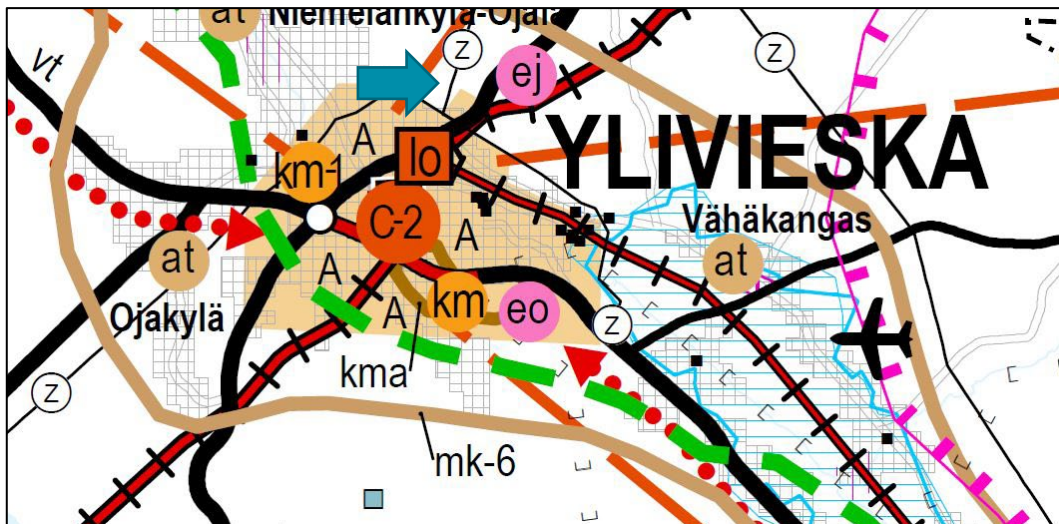 at
Niemelänkylä-Ojala
z
z
ej
vt
A
lo
YLIVIESKA
km-1
C-2
A
Vähäkangas
at
at
A
Ojakylä
A
km
eo
z
kma
z
mk-6